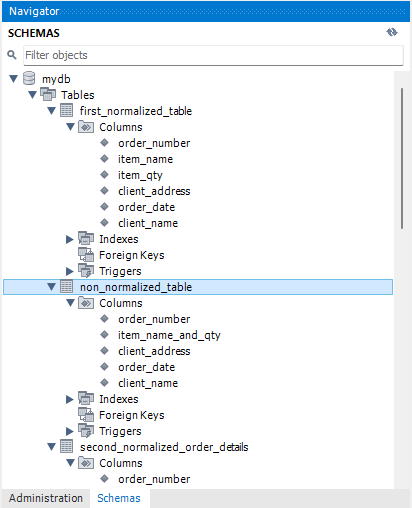 Navigator
SCHEMAS
Filter objects
mydb
Tables
first_normalized_table
Columns
order_number
item_name
item_qty
client_address
order_date
client_name
Indexes
Foreign Keys
Triggers
non_normalized_table
Columns
order_number
item_name_and_qty
client_address
order_date
client_name
Indexes
Foreign Keys
Triggers
second_normalized_order_details
Columns
order_number
Administration Schemas